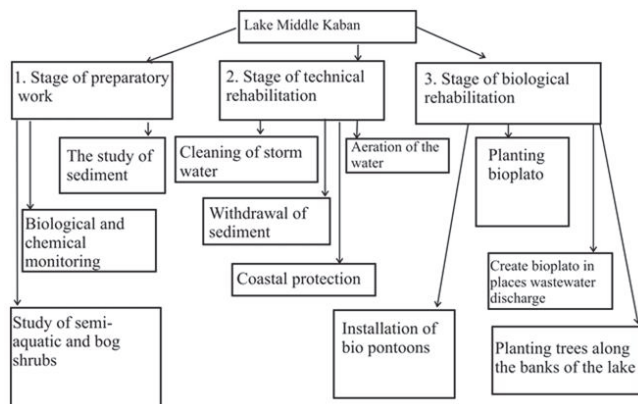 Lake Middle Kaban
1. Stage of preparatory
work
2. Stage of technical
rehabilitation
3. Stage of biological
rehabilitation
The study of
sediment
Cleaning of storm
water
Aeration of the
water
Planting
bioplato
Biological and
chemical
monitoring
Withdrawal of
sediment
Coastal protection
Create bioplato in
places wastewater
discharge
Study of semi-
aquatic and bog
shrubs
Installation of
bio pontoons
Planting trees along
the banks of the lake